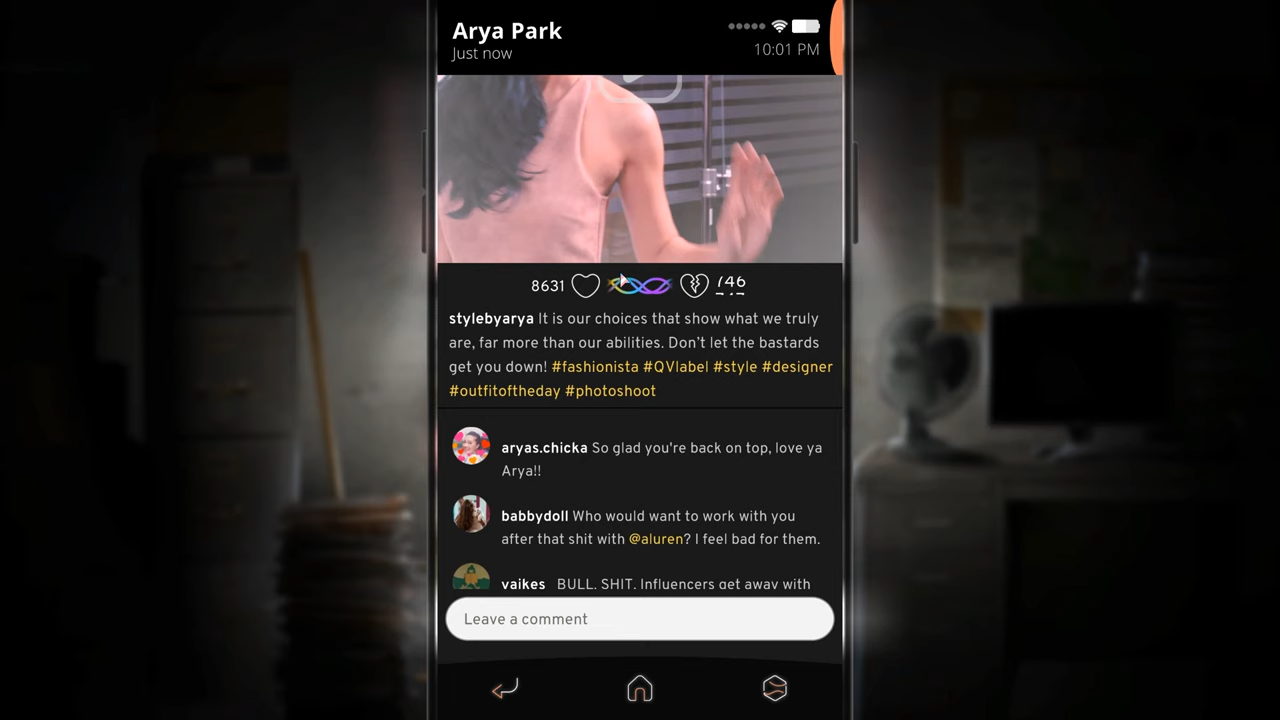 Arya Park
Just now
10:01 PM
8631
746
stylebyarya It is our choices that show what we truly
are, far more than our abilities. Don't let the bastards
get you down! #fashionista #QVlabel #style #designer
#outfitoftheday #photoshoot
aryas.chicka So glad you're back on top, love ya
Arya!!
babbydoll Who would want to work with you
after that shit with @aluren? I feel bad for them.
vaikes BULL. SHIT. Influencers get away with
Leave a comment